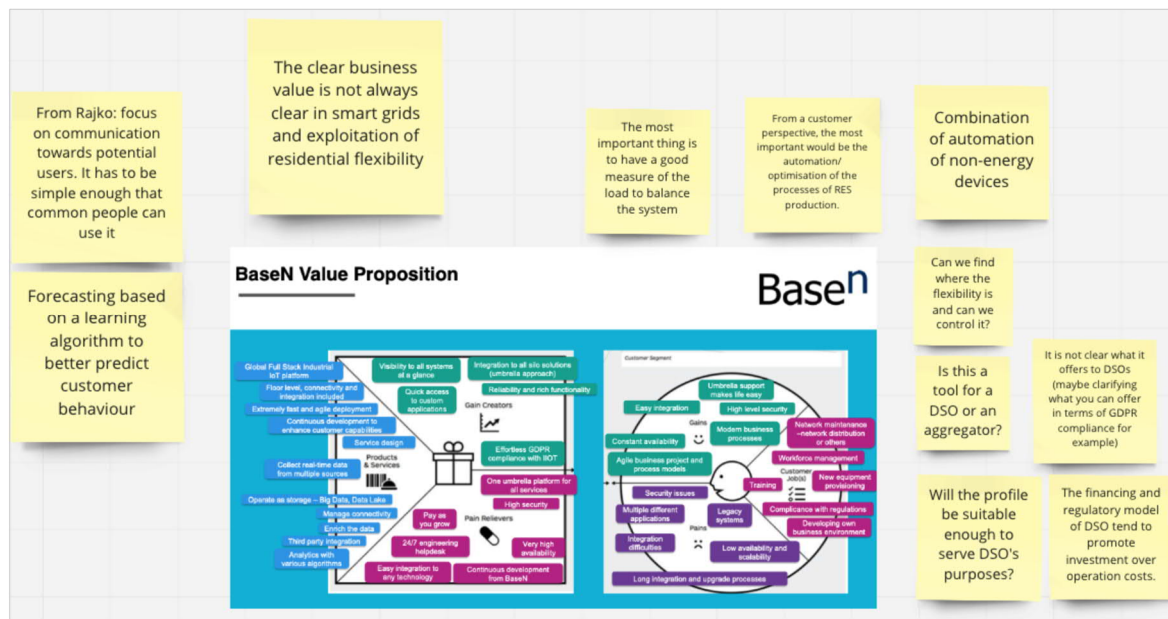 The clear business
value is not always
clear in smart grids
and exploitation of
residential flexibility
From Rajko: focus
on communication
towards potential
users. It has to be
simple enough that
common people can
use it
Forecasting based
on a learning
algorithm to
better predict
customer
behaviour
The most
important thing is
to have a good
measure of the
load to balance
the system
From a customer
perspective, the most
important would be the
automation/
optimisation of the
processes of RES
production.
Combination
of automation
of non-energy
devices
Can we find
where the
flexibility is
and can we
control it?
Is this a
tool for a
DSO or an
aggregator?
It is not clear what it
offers to DSOs
(maybe clarifying
what you can offer
in terms of GDPR
compliance for
example)
Will the profile
be suitable
enough to
serve DSO's
purposes?
The financing and
regulatory model
of DSO tend to
promote
investment over
operation costs.
BaseN Value Proposition
Basen
Global Full Stack Industrial
IoT platform
Floor level, connectivity and
integration included
Extremely fast and agile deployment
Continuous development to
enhance customer capabilities
Service design
Products
& Services
Collect real-time data
from multiple sources
Operate as storage – Big Data, Data Lake
Manage connectivity
Enrich the data
Third party integration
Analytics with
various algorithms
Visibility to all systems
at a glance
Integration to all silo solutions
(umbrella approach)
Quick access
to custom
applications
Reliability and rich functionality
Gain Creators
Effortless GDPR
compliance with IIOT
One umbrella platform for
all services
High security
Pay as
you grow
Pain Relievers
24/7 engineering
helpdesk
Very high
availability
Easy integration to
any technology
Continuous development
from BaseN
Customer Segment
Umbrella support
makes life easy
Easy integration
High level security
Gains
Constant availability
Modern business
processes
Agile business project and
process models
Network maintenance
–network distribution
or others
Workforce management
Customer
Job(s)
Training
New equipment
provisioning
Compliance with regulations
Developing own
business environment
Security issues
Multiple different
applications
Legacy
systems
Pains
Integration
difficulties
Low availability and
scalability
Long integration and upgrade processes